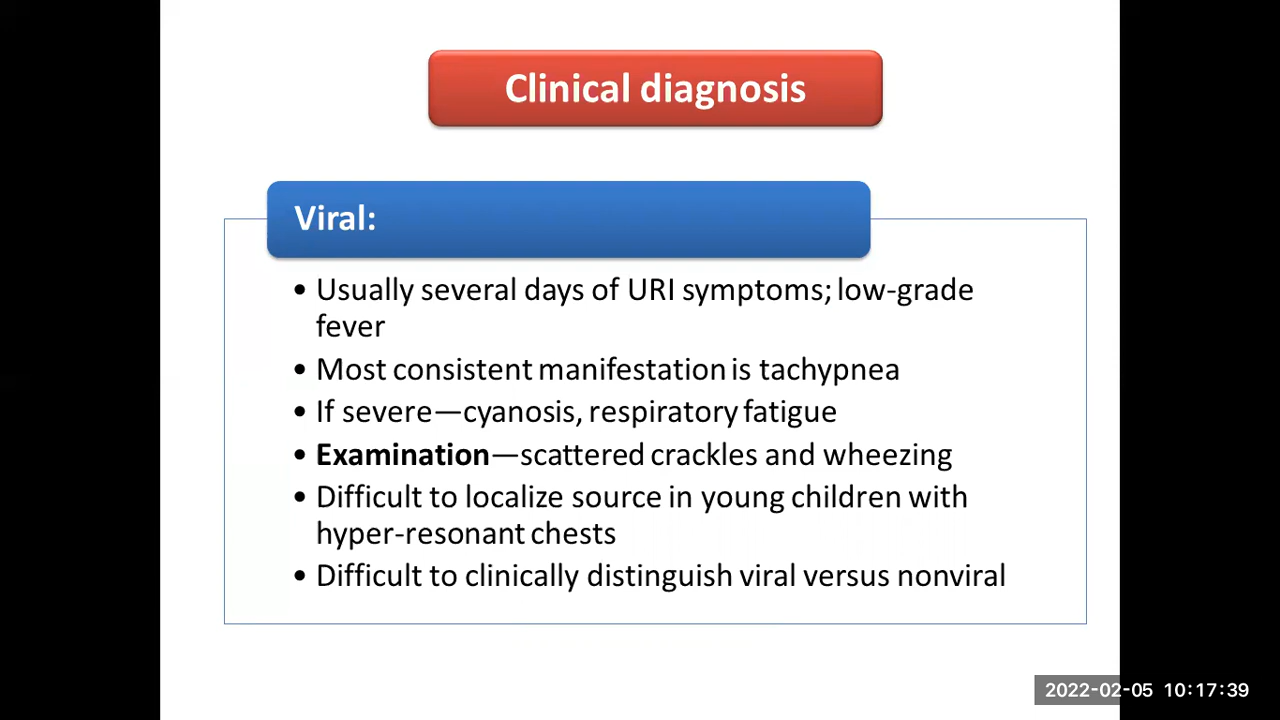 Clinical diagnosis
Viral:
• Usually several days of URI symptoms; low-grade
fever
• Most consistent manifestation is tachypnea
• If severe—cyanosis, respiratory fatigue
• Examination—scattered crackles and wheezing
• Difficult to localize source in young children with
hyper-resonant chests
• Difficult to clinically distinguish viral versus nonviral
2022-02-05 10:17:39